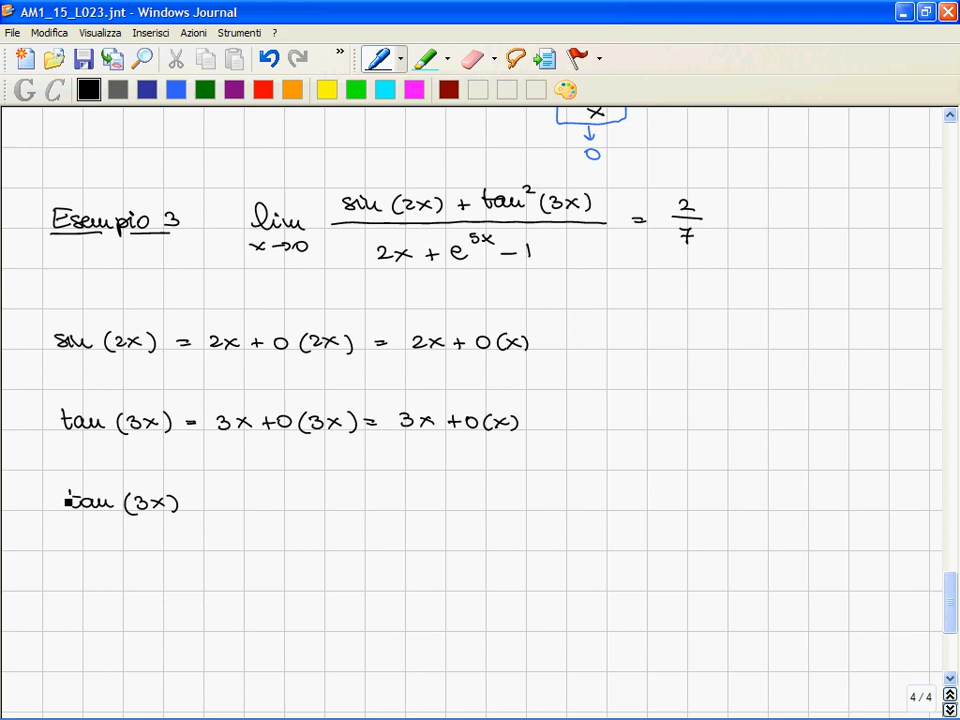 AM1_15_L023.jnt - Windows Journal
File Modifica Visualizza Inserisci Azioni Strumenti ?
»
G C
x
↓
0
Esempio 3 lim x→0 (sin (2x) + tan² (3x)) / (2x + e^5x - 1) = 2/7
sin (2x) = 2x + o (2x) = 2x + o (x)
tan (3x) = 3x + o (3x) = 3x + o (x)
tan (3x)
4 / 4